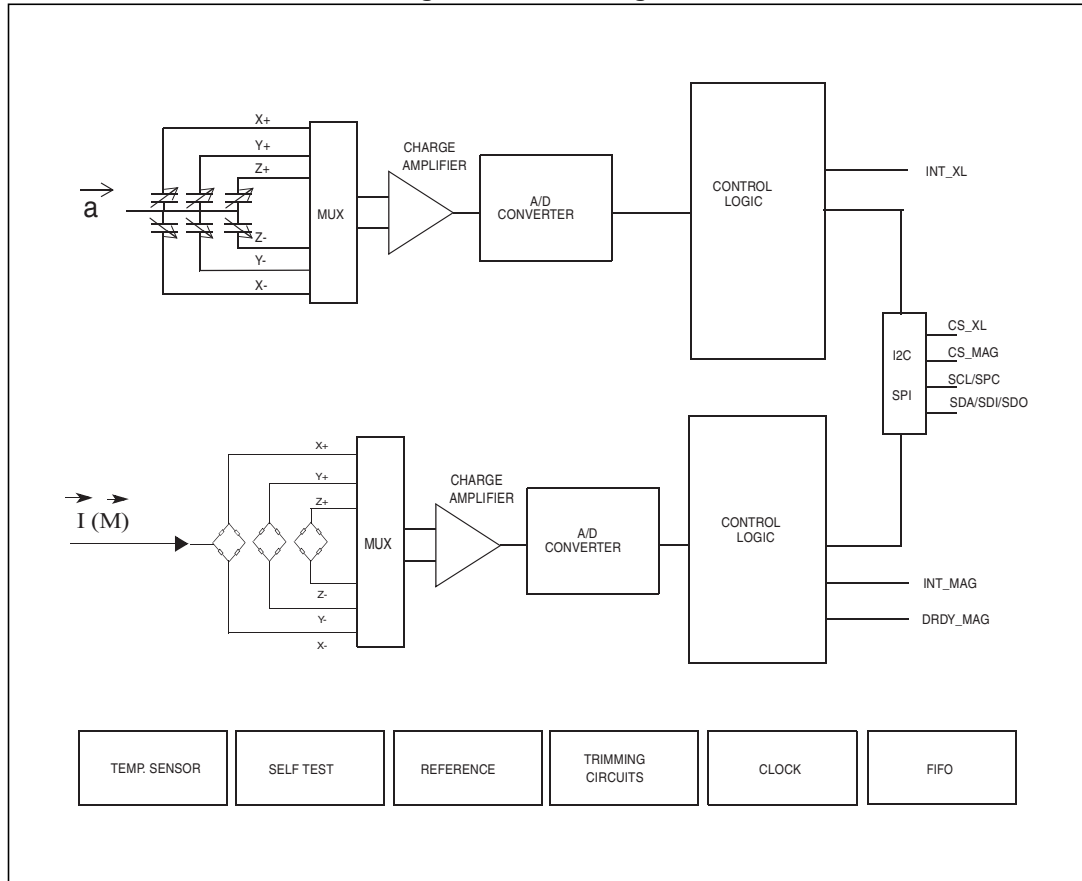 X+
Y+
Z+
a
Z-
Y-
X-
MUX
CHARGE
AMPLIFIER
A/D
CONVERTER
CONTROL
LOGIC
INT_XL
I2C
SPI
CS_XL
CS_MAG
SCL/SPC
SDA/SDI/SDO
X+
Y+
Z+
I (M)
Z-
Y-
X-
MUX
CHARGE
AMPLIFIER
A/D
CONVERTER
CONTROL
LOGIC
INT_MAG
DRDY_MAG
TEMP. SENSOR
SELF TEST
REFERENCE
TRIMMING
CIRCUITS
CLOCK
FIFO